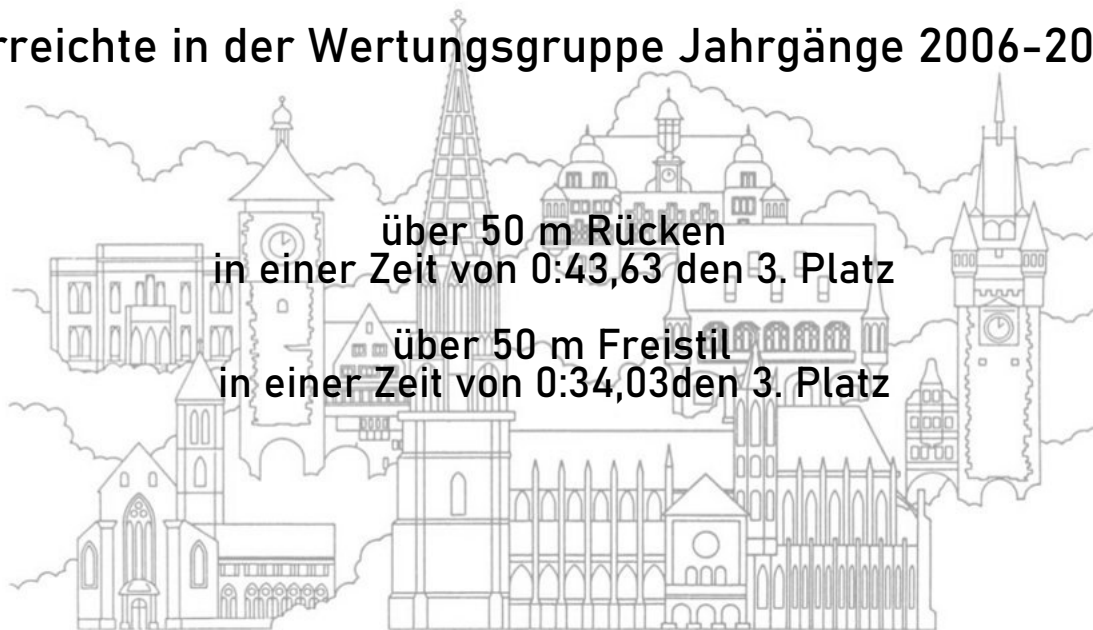 rreichte in der Wertungsgruppe Jahrgänge 2006-20
über 50 m Rücken
in einer Zeit von 0:43,63 den 3. Platz
über 50 m Freistil
in einer Zeit von 0:34,03den 3. Platz